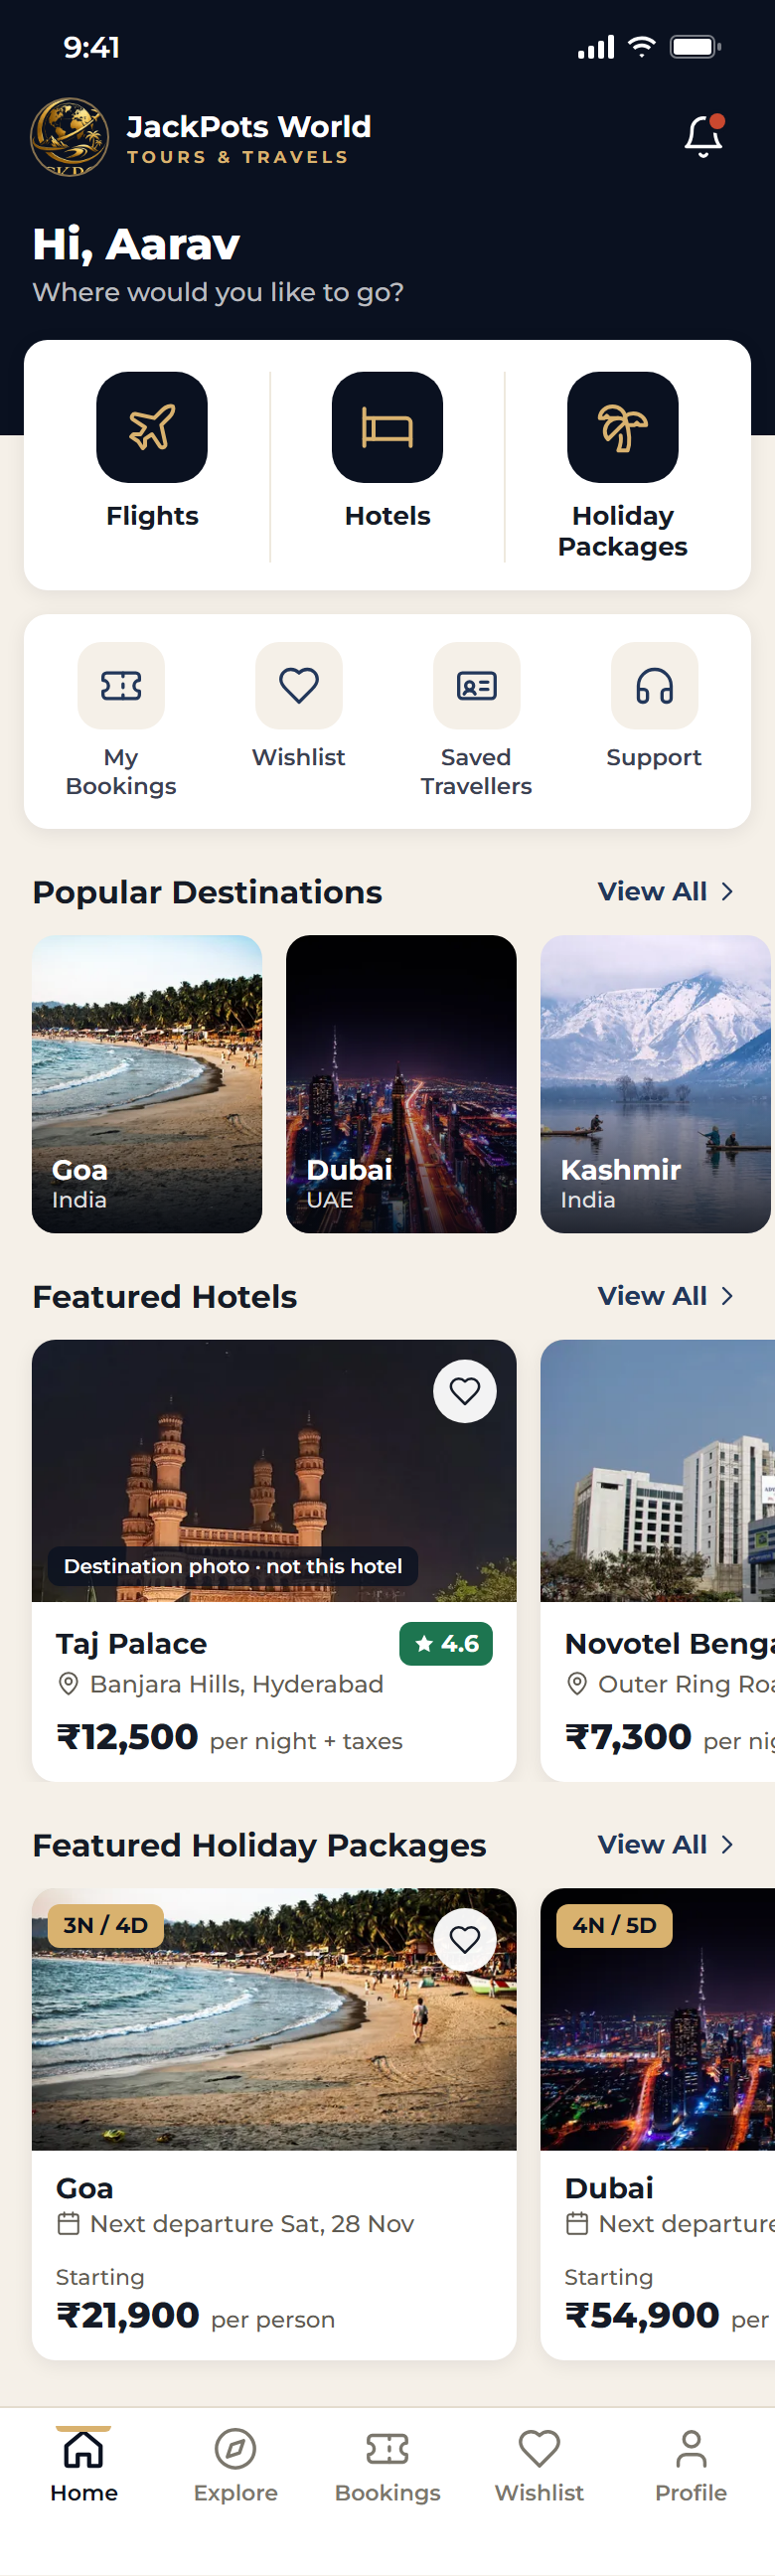 9:41
JackPots World
TOURS & TRAVELS
Hi, Aarav
Where would you like to go?
Flights
Hotels
Holiday
Packages
My
Bookings
Wishlist
Saved
Travellers
Support
Popular Destinations
View All
Goa
India
Dubai
UAE
Kashmir
India
Featured Hotels
View All
Destination photo · not this hotel
Taj Palace
4.6
Banjara Hills, Hyderabad
₹12,500 per night + taxes
Novotel Benga
Outer Ring Roa
₹7,300 per nig
Featured Holiday Packages
View All
3N / 4D
Goa
Next departure Sat, 28 Nov
Starting
₹21,900 per person
4N / 5D
Dubai
Next departure
Starting
₹54,900 per
Home
Explore
Bookings
Wishlist
Profile